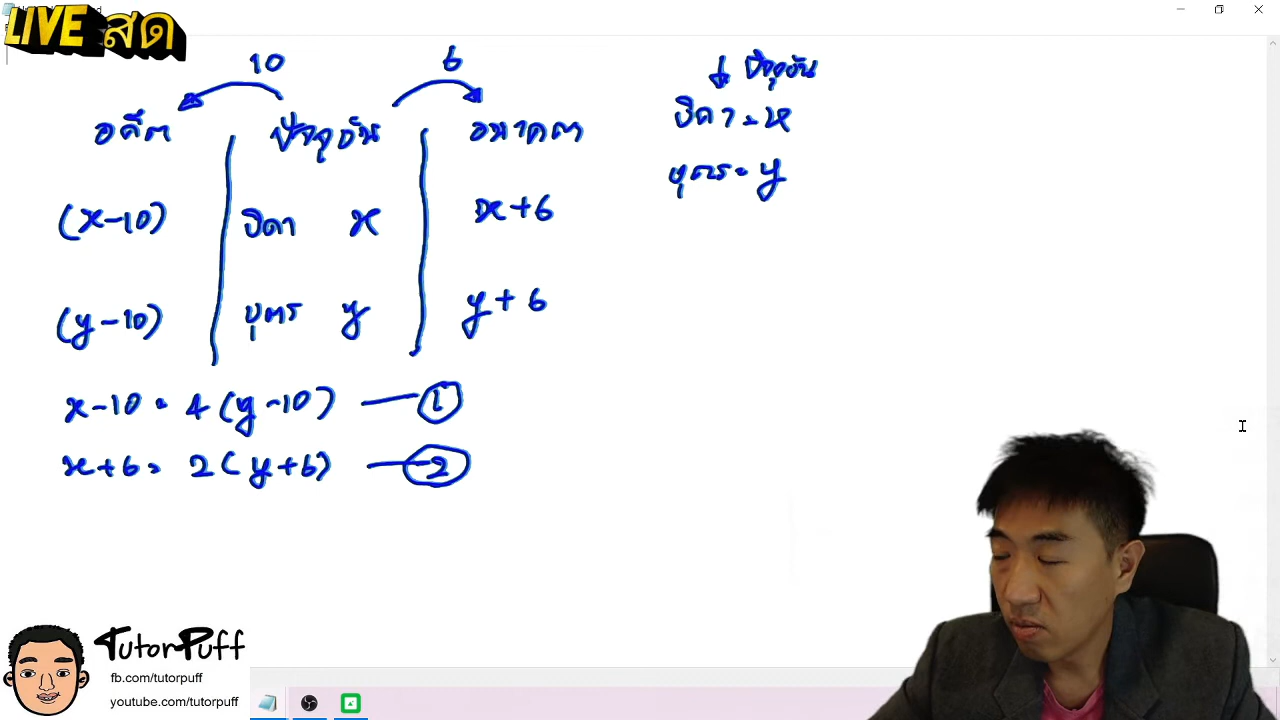 LIVE สด
10 6
อดีต ปัจจุบัน อนาคต
↓ ปัจจุบัน
บิดา = x
บุตร = y
(x-10) บิดา x x+6
(y-10) บุตร y y+6
x-10 = 4(y-10) — ①
x+6 = 2(y+6) — ②
TutorPuff
fb.com/tutorpuff
youtube.com/tutorpuff